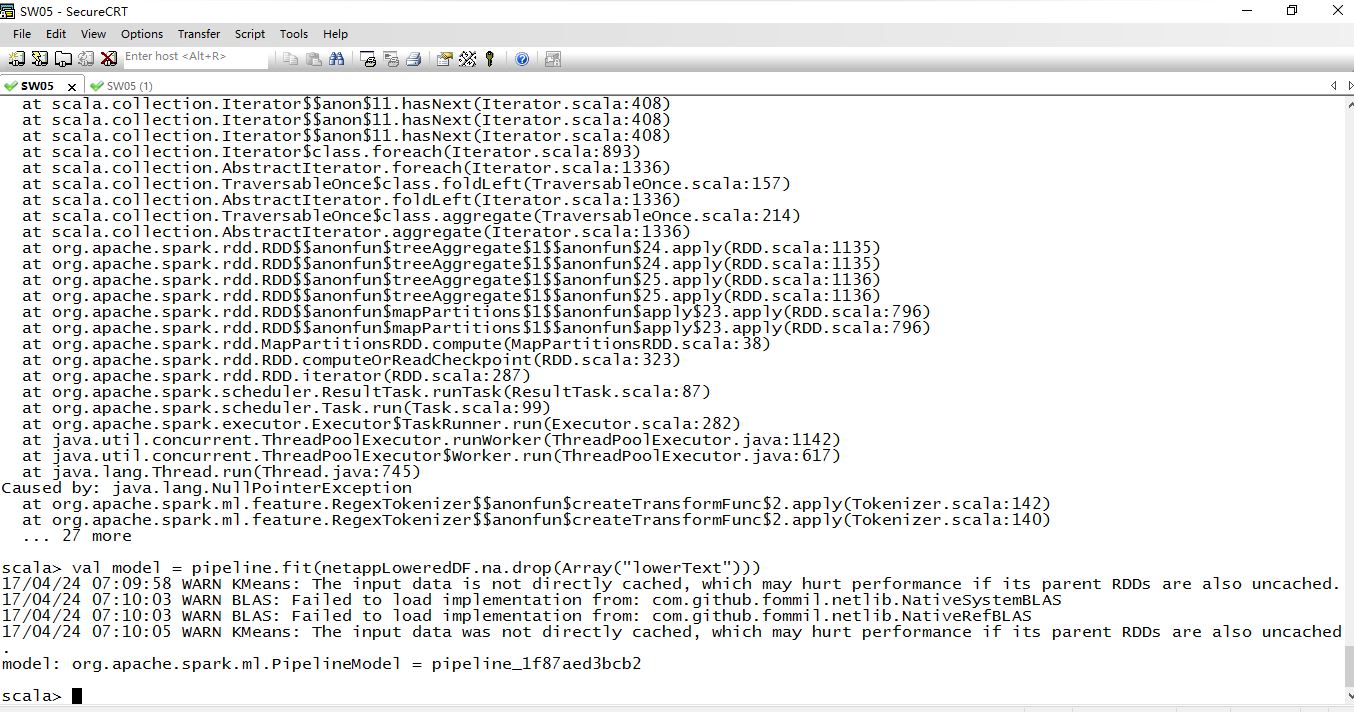 SW05 - SecureCRT
File Edit View Options Transfer Script Tools Help
Enter host <Alt+R>
SW05 x SW05 (1)
at scala.collection.Iterator$$anon$11.hasNext(Iterator.scala:408)
at scala.collection.Iterator$$anon$11.hasNext(Iterator.scala:408)
at scala.collection.Iterator$$anon$11.hasNext(Iterator.scala:408)
at scala.collection.Iterator$class.foreach(Iterator.scala:893)
at scala.collection.AbstractIterator.foreach(Iterator.scala:1336)
at scala.collection.TraversableOnce$class.foldLeft(TraversableOnce.scala:157)
at scala.collection.AbstractIterator.foldLeft(Iterator.scala:1336)
at scala.collection.TraversableOnce$class.aggregate(TraversableOnce.scala:214)
at scala.collection.AbstractIterator.aggregate(Iterator.scala:1336)
at org.apache.spark.rdd.RDD$$anonfun$treeAggregate$1$$anonfun$24.apply(RDD.scala:1135)
at org.apache.spark.rdd.RDD$$anonfun$treeAggregate$1$$anonfun$24.apply(RDD.scala:1135)
at org.apache.spark.rdd.RDD$$anonfun$treeAggregate$1$$anonfun$25.apply(RDD.scala:1136)
at org.apache.spark.rdd.RDD$$anonfun$treeAggregate$1$$anonfun$25.apply(RDD.scala:1136)
at org.apache.spark.rdd.RDD$$anonfun$mapPartitions$1$$anonfun$apply$23.apply(RDD.scala:796)
at org.apache.spark.rdd.RDD$$anonfun$mapPartitions$1$$anonfun$apply$23.apply(RDD.scala:796)
at org.apache.spark.rdd.MapPartitionsRDD.compute(MapPartitionsRDD.scala:38)
at org.apache.spark.rdd.RDD.computeOrReadCheckpoint(RDD.scala:323)
at org.apache.spark.rdd.RDD.iterator(RDD.scala:287)
at org.apache.spark.scheduler.ResultTask.runTask(ResultTask.scala:87)
at org.apache.spark.scheduler.Task.run(Task.scala:99)
at org.apache.spark.executor.Executor$TaskRunner.run(Executor.scala:282)
at java.util.concurrent.ThreadPoolExecutor.runWorker(ThreadPoolExecutor.java:1142)
at java.util.concurrent.ThreadPoolExecutor$Worker.run(ThreadPoolExecutor.java:617)
at java.lang.Thread.run(Thread.java:745)
Caused by: java.lang.NullPointerException
at org.apache.spark.ml.feature.RegexTokenizer$$anonfun$createTransformFunc$2.apply(Tokenizer.scala:142)
at org.apache.spark.ml.feature.RegexTokenizer$$anonfun$createTransformFunc$2.apply(Tokenizer.scala:140)
... 27 more
scala> val model = pipeline.fit(netappLoweredDF.na.drop(Array("lowerText")))
17/04/24 07:09:58 WARN KMeans: The input data is not directly cached, which may hurt performance if its parent RDDs are also uncached.
17/04/24 07:10:03 WARN BLAS: Failed to load implementation from: com.github.fommil.netlib.NativeSystemBLAS
17/04/24 07:10:03 WARN BLAS: Failed to load implementation from: com.github.fommil.netlib.NativeRefBLAS
17/04/24 07:10:05 WARN KMeans: The input data was not directly cached, which may hurt performance if its parent RDDs are also uncached
.
model: org.apache.spark.ml.PipelineModel = pipeline_1f87aed3bcb2
scala>